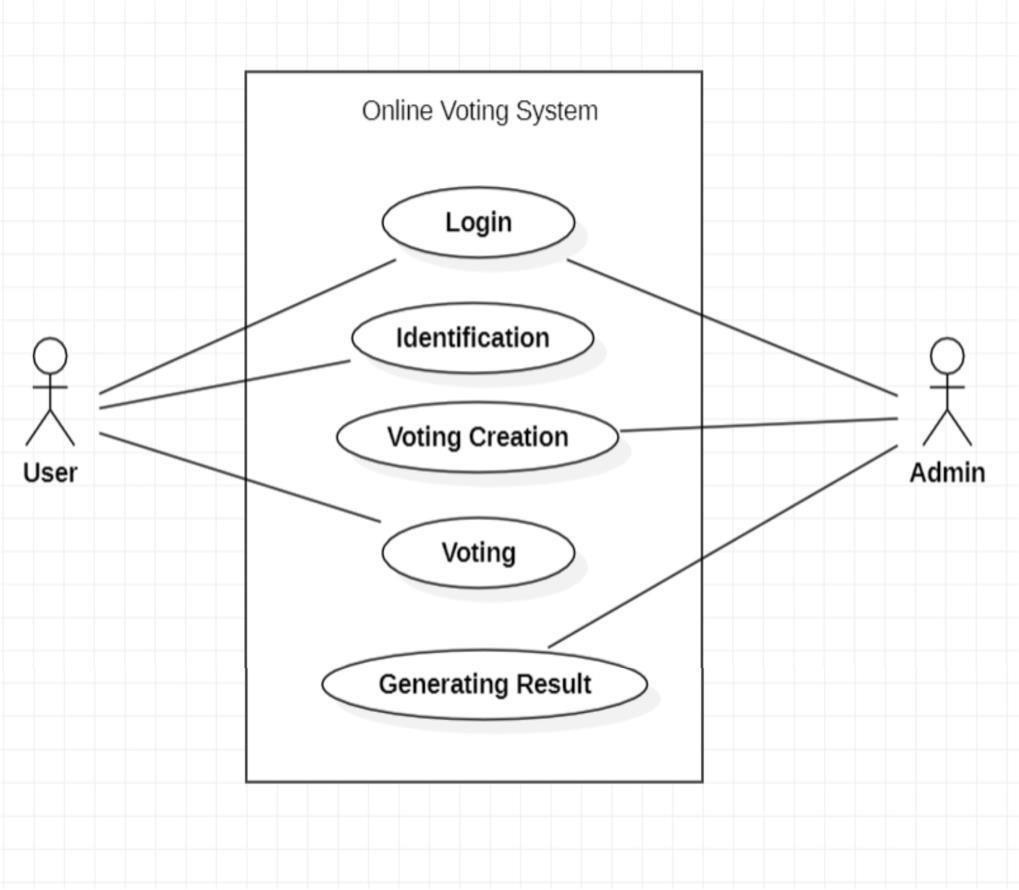 Online Voting System
Login
Identification
Voting Creation
User
Admin
Voting
Generating Result